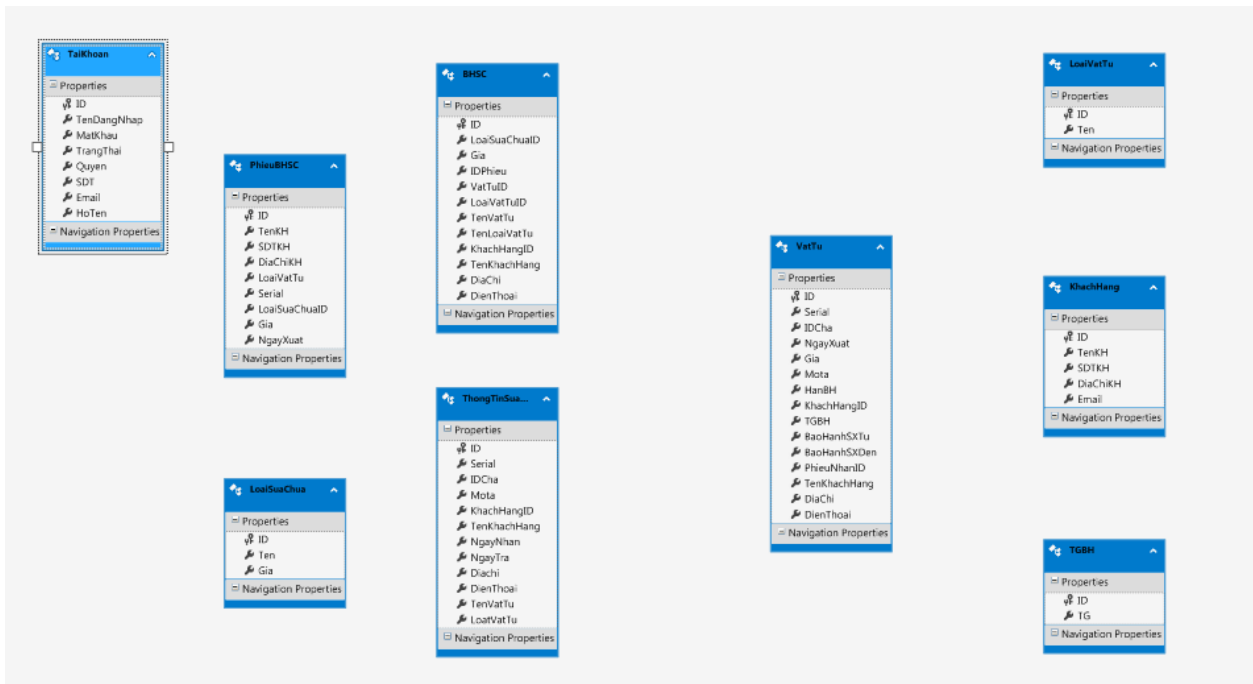 TaiKhoan
Properties
ID
TenDangNhap
MatKhau
TrangThai
Quyen
SDT
Email
HoTen
Navigation Properties
PhieuBHSC
Properties
ID
TenKH
SDTKH
DiaChiKH
LoaiVatTu
Serial
LoaiSuaChuaID
Gia
NgayXuat
Navigation Properties
LoaiSuaChua
Properties
ID
Ten
Gia
Navigation Properties
BHSC
Properties
ID
LoaiSuaChuaID
Gia
IDPhieu
VatTuID
LoaiVatTuID
TenVatTu
TenLoaiVatTu
KhachHangID
TenKhachHang
DiaChi
DienThoai
Navigation Properties
ThongTinSua...
Properties
ID
Serial
IDCha
Mota
KhachHangID
TenKhachHang
NgayNhan
NgayTra
Diachi
DienThoai
TenVatTu
LoatVatTu
Navigation Properties
VatTu
Properties
ID
Serial
IDCha
NgayXuat
Gia
Mota
HanBH
KhachHangID
TGBH
BaoHanhSXTu
BaoHanhSXDen
PhieuNhanID
TenKhachHang
DiaChi
DienThoai
Navigation Properties
LoaiVatTu
Properties
ID
Ten
Navigation Properties
KhachHang
Properties
ID
TenKH
SDTKH
DiaChiKH
Email
Navigation Properties
TGBH
Properties
ID
TG
Navigation Properties